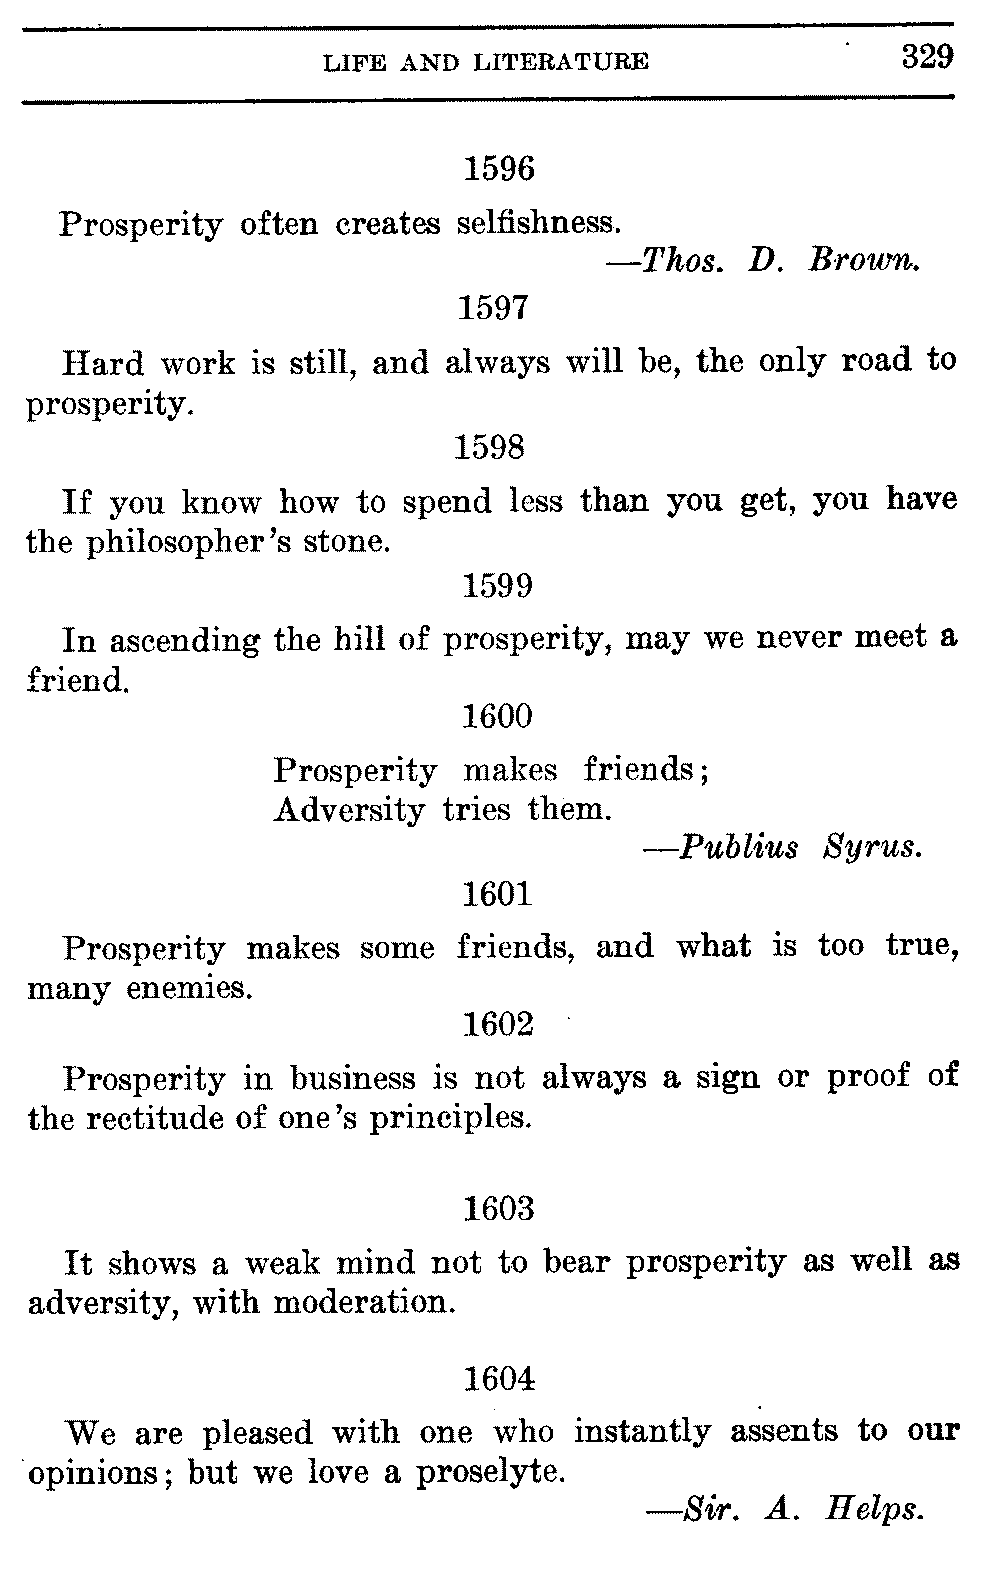 LIFE AND LITERATURE 329
1596
Prosperity often creates selfishness.
—Thos. D. Brown.
1597
Hard work is still, and always will be, the only road to
prosperity.
1598
If you know how to spend less than you get, you have
the philosopher's stone.
1599
In ascending the hill of prosperity, may we never meet a
friend.
1600
Prosperity makes friends;
Adversity tries them.
—Publius Syrus.
1601
Prosperity makes some friends, and what is too true,
many enemies.
1602
Prosperity in business is not always a sign or proof of
the rectitude of one's principles.
1603
It shows a weak mind not to bear prosperity as well as
adversity, with moderation.
1604
We are pleased with one who instantly assents to our
opinions; but we love a proselyte.
—Sir. A. Helps.